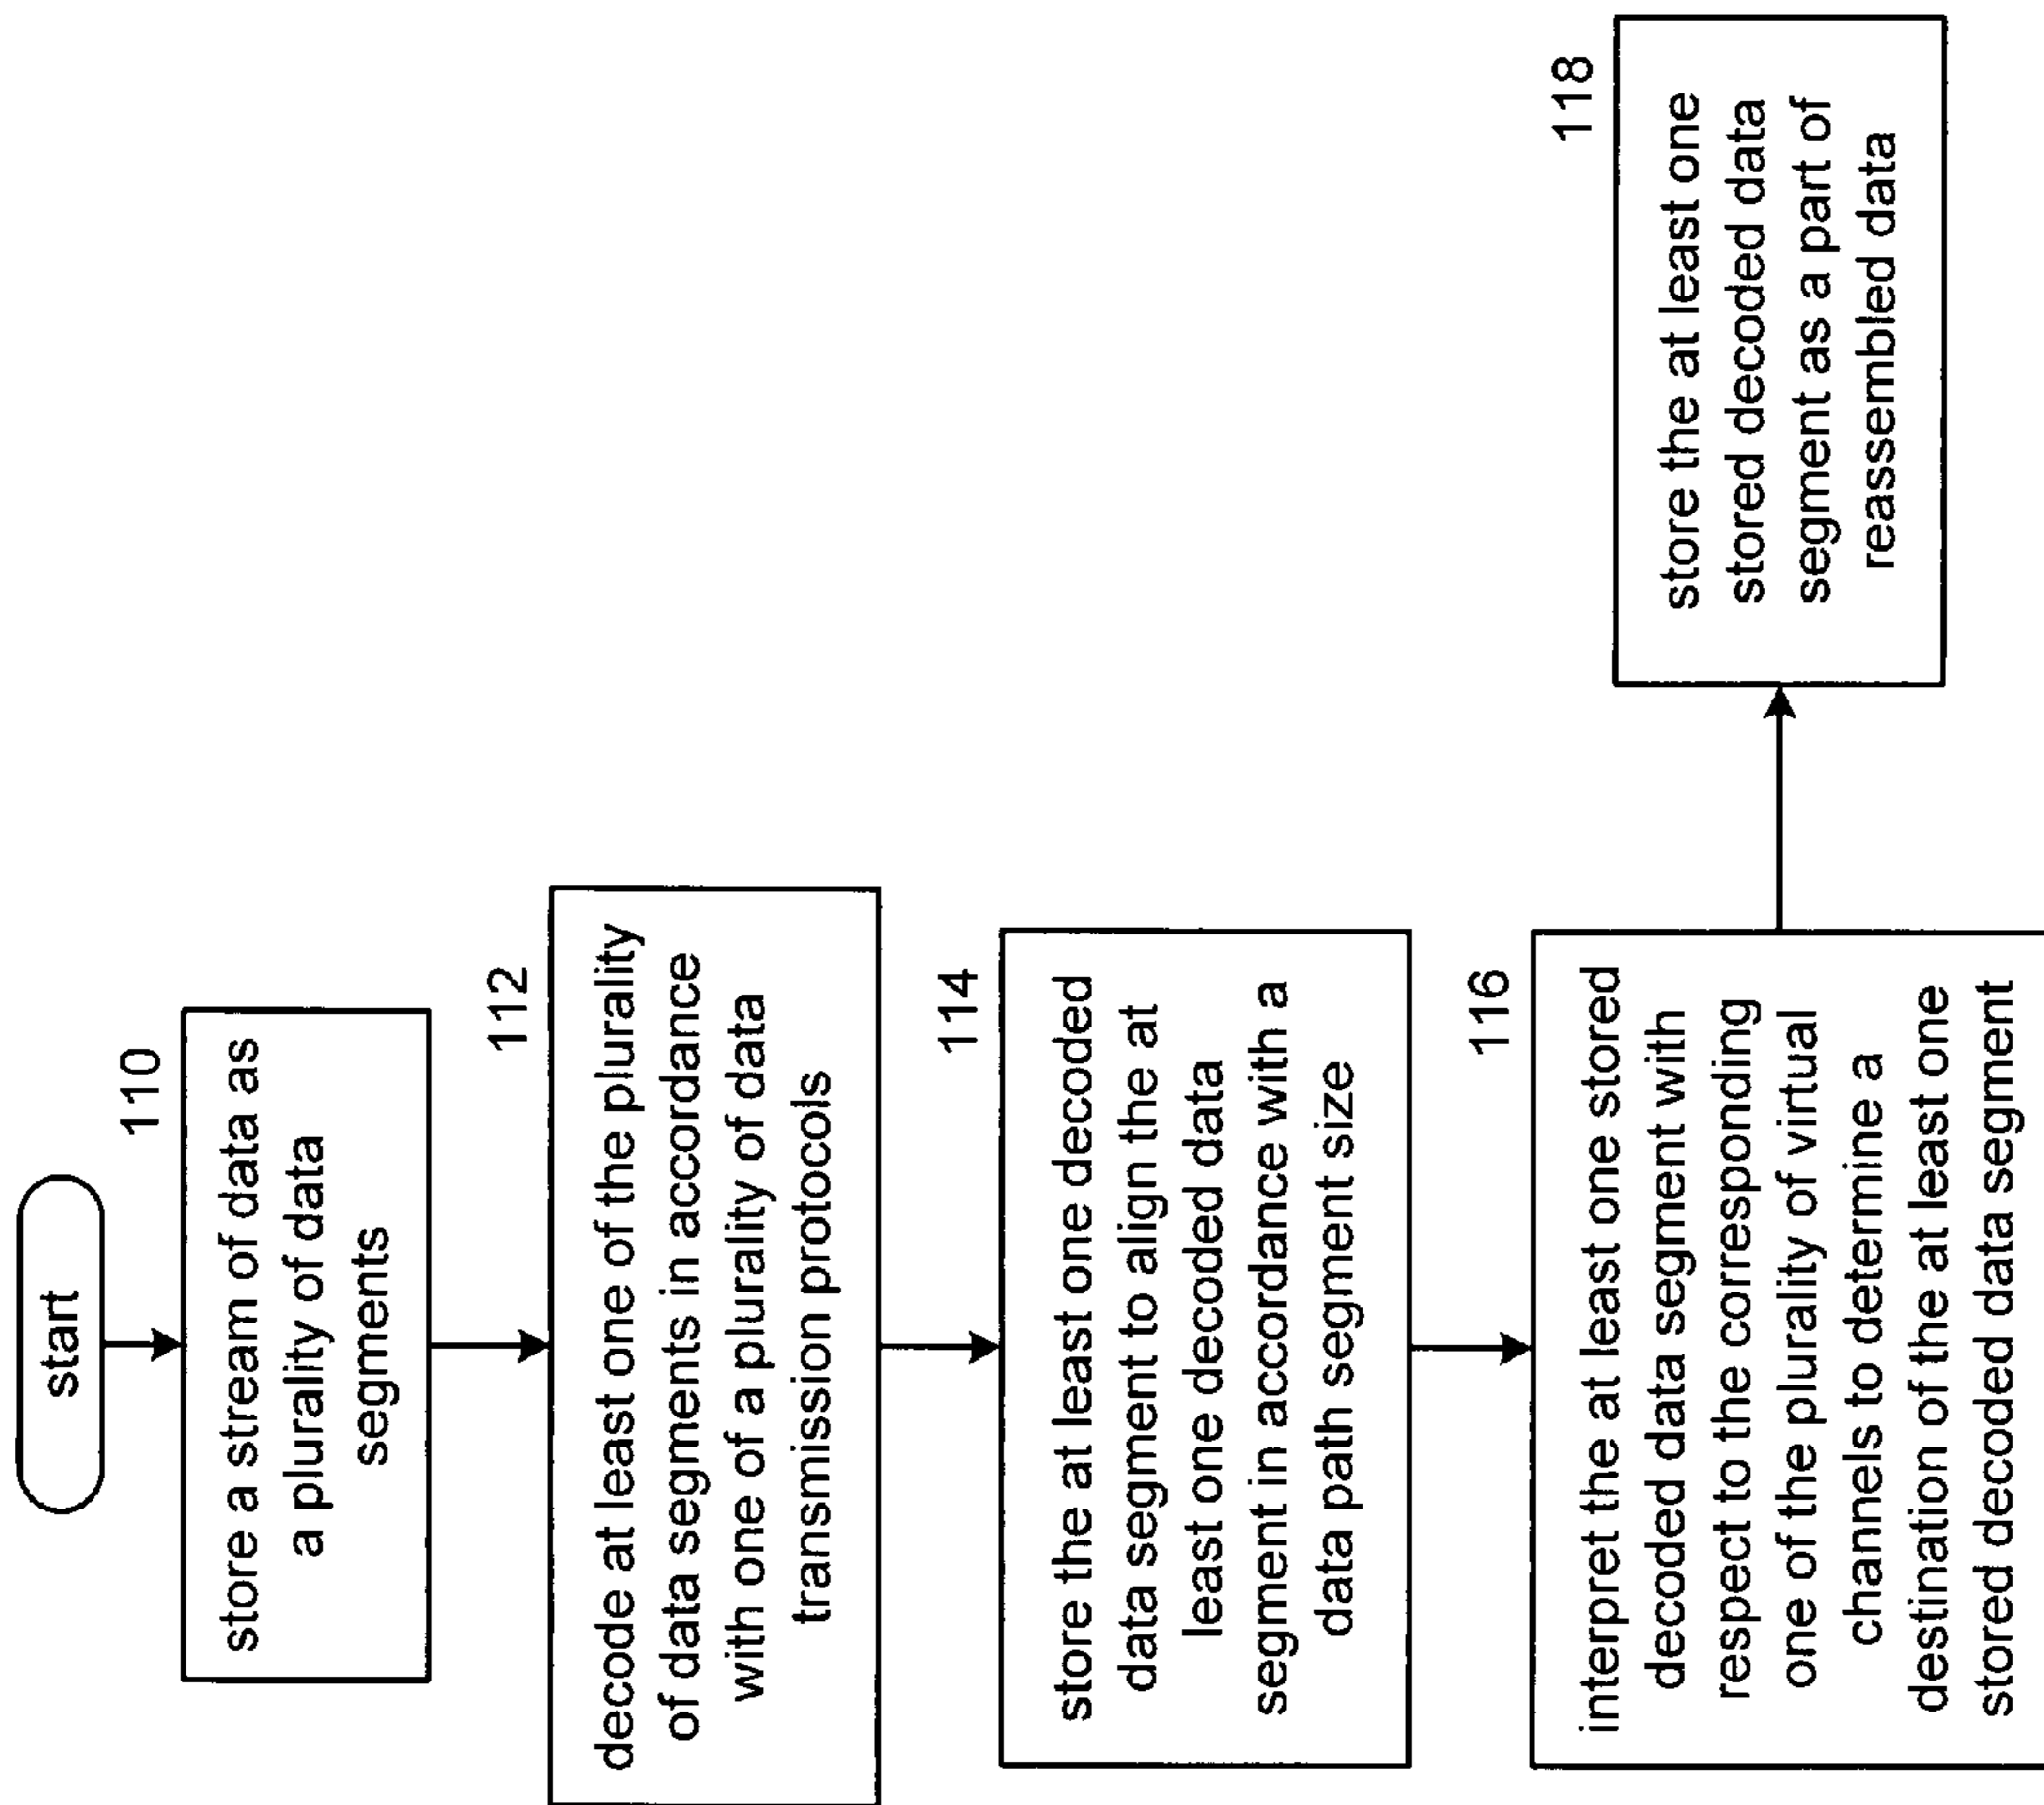 start
110
store a stream of data as
a plurality of data
segments
112
decode at least one of the plurality
of data segments in accordance
with one of a plurality of data
transmission protocols
114
store the at least one decoded
data segment to align the at
least one decoded data
segment in accordance with a
data path segment size
116
interpret the at least one stored
decoded data segment with
respect to the corresponding
one of the plurality of virtual
channels to determine a
destination of the at least one
stored decoded data segment
118
store the at least one
stored decoded data
segment as a part of
reassembled data